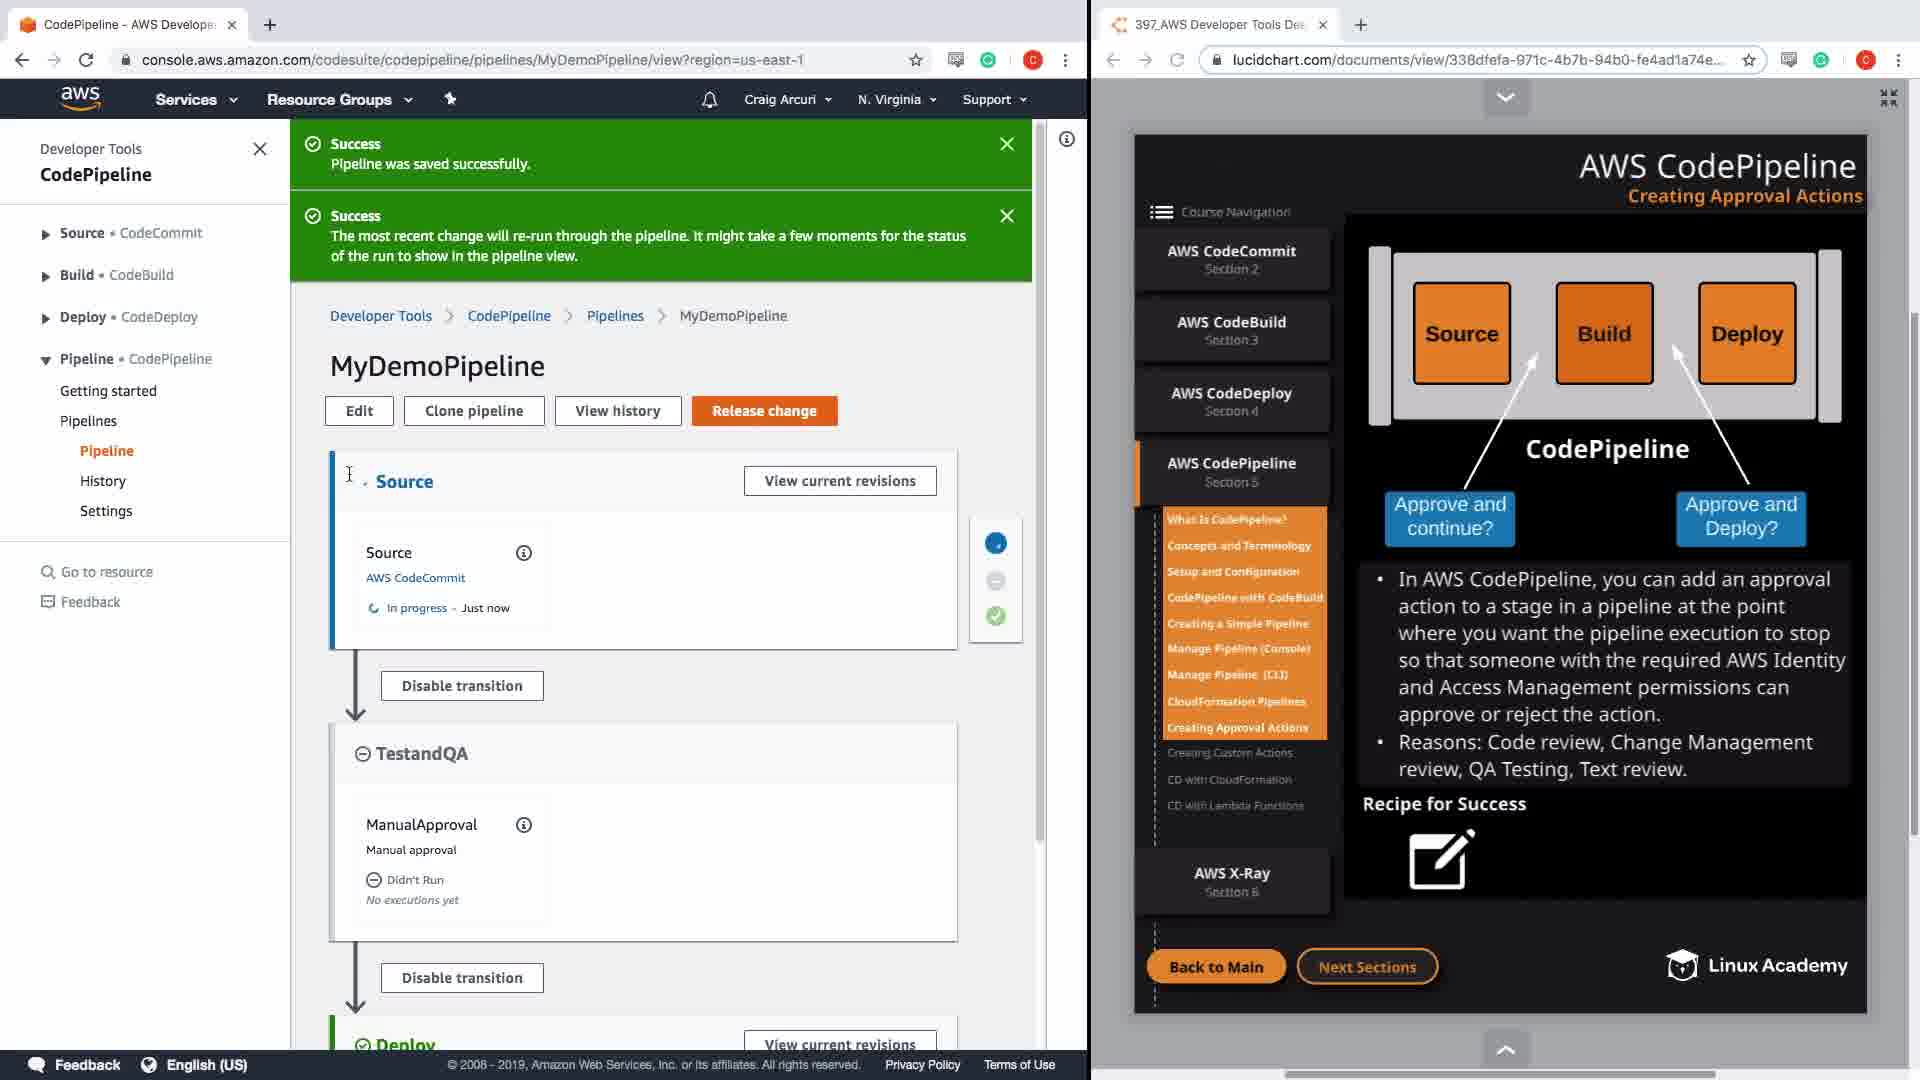 CodePipeline - AWS Develope
console.aws.amazon.com/codesuite/codepipeline/pipelines/MyDemoPipeline/view?region=us-east-1
C
aws
Services
Resource Groups
Craig Arcuri
N. Virginia
Support
Developer Tools
CodePipeline
Source • CodeCommit
Build • CodeBuild
Deploy • CodeDeploy
Pipeline • CodePipeline
Getting started
Pipelines
Pipeline
History
Settings
Go to resource
Feedback
Success
Pipeline was saved successfully.
Success
The most recent change will re-run through the pipeline. It might take a few moments for the status
of the run to show in the pipeline view.
Developer Tools
CodePipeline
Pipelines
MyDemoPipeline
MyDemoPipeline
Edit
Clone pipeline
View history
Release change
Source
View current revisions
Source
AWS CodeCommit
In progress - Just now
Disable transition
TestandQA
ManualApproval
Manual approval
Didn't Run
No executions yet
Disable transition
Deploy
View current revisions
Feedback
English (US)
© 2008 - 2019, Amazon Web Services, Inc. or its affiliates. All rights reserved.
Privacy Policy
Terms of Use
397_AWS Developer Tools De
lucidchart.com/documents/view/338dfefa-971c-4b7b-94b0-fe4ad1a74e...
C
AWS CodePipeline
Creating Approval Actions
Course Navigation
AWS CodeCommit
Section 2
AWS CodeBuild
Section 3
AWS CodeDeploy
Section 4
AWS CodePipeline
Section 5
What Is CodePipeline?
Concepts and Terminology
Setup and Configuration
CodePipeline with CodeBuild
Creating a Simple Pipeline
Manage Pipeline (Console)
Manage Pipeline (CLI)
CloudFormation Pipelines
Creating Approval Actions
Creating Custom Actions
CD with CloudFormation
CD with Lambda Functions
AWS X-Ray
Section 6
Source
Build
Deploy
CodePipeline
Approve and
continue?
Approve and
Deploy?
• In AWS CodePipeline, you can add an approval
action to a stage in a pipeline at the point
where you want the pipeline execution to stop
so that someone with the required AWS Identity
and Access Management permissions can
approve or reject the action.
• Reasons: Code review, Change Management
review, QA Testing, Text review.
Recipe for Success
Back to Main
Next Sections
Linux Academy